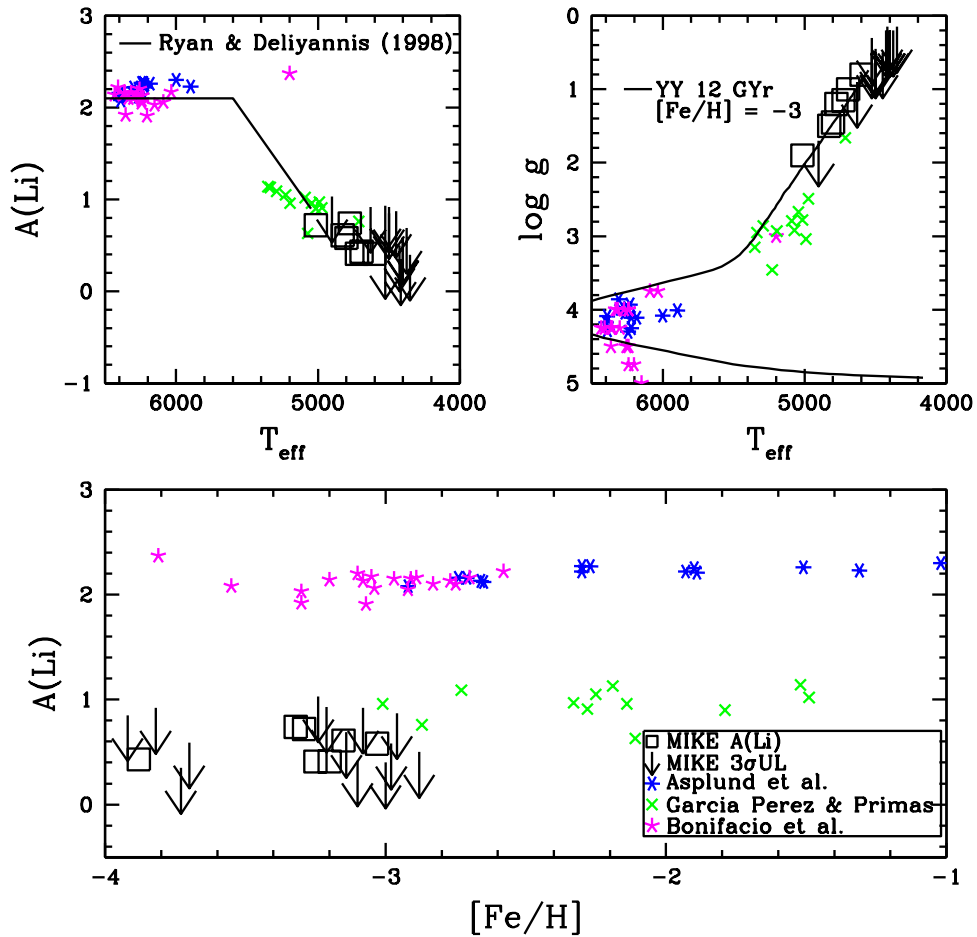 3
2
1
0
−1
A(Li)
Ryan & Deliyannis (1998)
6000
5000
4000
Teff
0
1
2
3
4
5
log g
YY 12 GYr
[Fe/H] = −3
6000
5000
4000
Teff
3
2
1
0
A(Li)
MIKE A(Li)
MIKE 3σUL
Asplund et al.
Garcia Perez & Primas
Bonifacio et al.
−4
−3
−2
−1
[Fe/H]